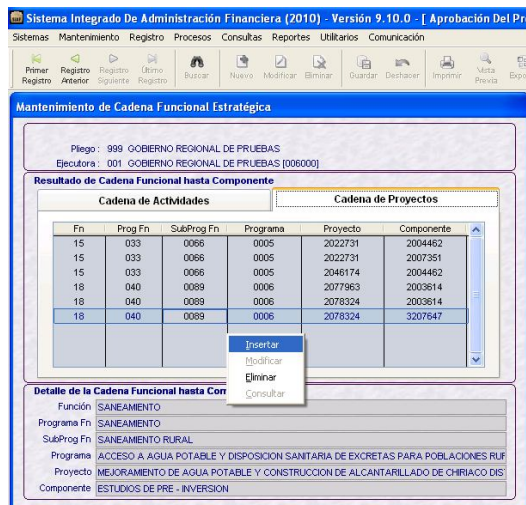 Sistema Integrado De Administración Financiera (2010) - Versión 9.10.0 - [ Aprobación Del
Sistemas Mantenimiento Registro Procesos Consultas Reportes Utilitarios Comunicación
Primer Registro Registro Anterior Registro Siguiente Último Registro Buscar Nuevo Modificar Eliminar Guardar Deshacer Imprimir Vista Previa
Mantenimiento de Cadena Funcional Estratégica
Pliego : 999 GOBIERNO REGIONAL DE PRUEBAS
Ejecutora : 001 GOBIERNO REGIONAL DE PRUEBAS [006000]
Resultado de Cadena Funcional hasta Componente
Cadena de Actividades Cadena de Proyectos
Fn Prog Fn SubProg Fn Programa Proyecto Componente
15 033 0066 0005 2022731 2004462
15 033 0066 0005 2022731 2007351
15 033 0066 0005 2046174 2004462
18 040 0089 0006 2077963 2003614
18 040 0089 0006 2078324 2003614
18 040 0089 0006 2078324 3207647
Insertar
Modificar
Eliminar
Consultar
Detalle de la Cadena Funcional hasta
Función SANEAMIENTO
Programa Fn SANEAMIENTO
SubProg Fn SANEAMIENTO RURAL
Programa ACCESO A AGUA POTABLE Y DISPOSICION SANITARIA DE EXCRETAS PARA POBLACIONES
Proyecto MEJORAMIENTO DE AGUA POTABLE Y CONSTRUCCION DE ALCANTARILLADO DE CHIRIACO
Componente ESTUDIOS DE PRE - INVERSION